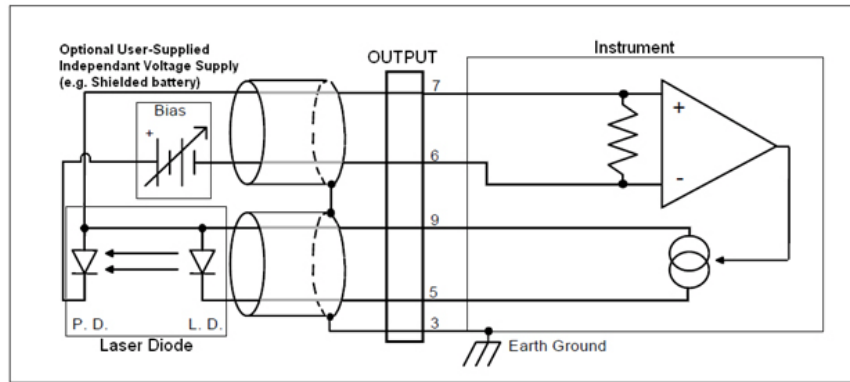 Optional User-Supplied
Independant Voltage Supply
(e.g. Shielded battery)
OUTPUT
Instrument
7
Bias
+
+
6
-
9
5
3
P. D.
L. D.
Laser Diode
Earth Ground